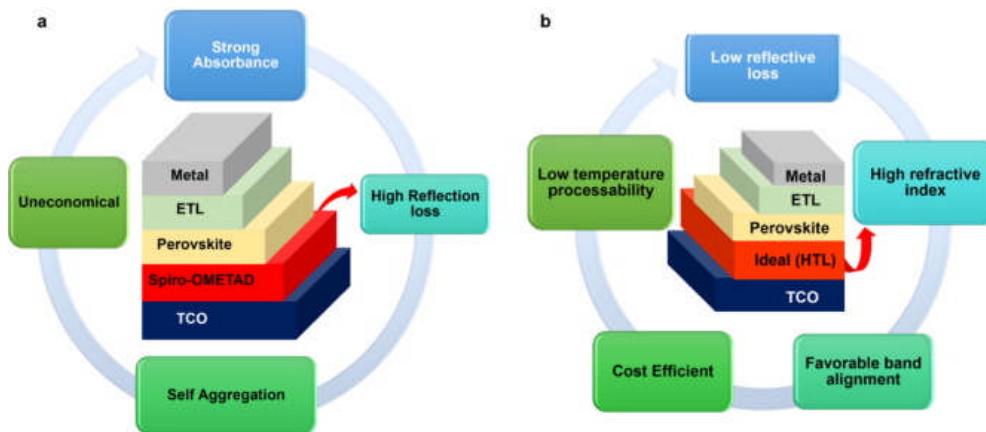 a
Strong
Absorbance
Uneconomical
Metal
ETL
Perovskite
Spiro-OMETAD
TCO
High Reflection
loss
Self Aggregation
b
Low reflective
loss
Low temperature
processability
Metal
ETL
Perovskite
Ideal (HTL)
TCO
High refractive
index
Cost Efficient
Favorable band
alignment